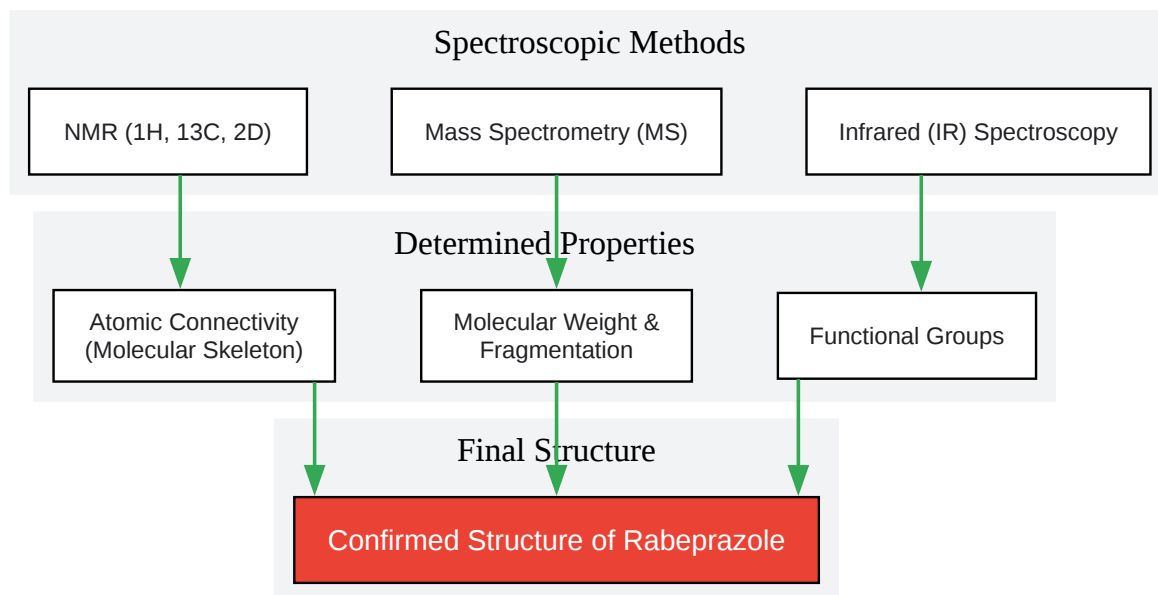 Spectroscopic Methods
NMR (1H, 13C, 2D)
Mass Spectrometry (MS)
Infrared (IR) Spectroscopy
Determined Properties
Atomic Connectivity
(Molecular Skeleton)
Molecular Weight &
Fragmentation
Functional Groups
Final Structure
Confirmed Structure of Rabeprazole